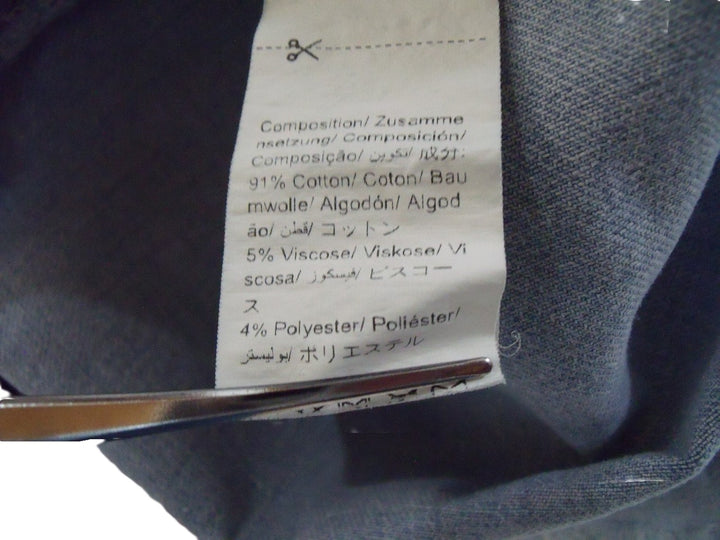 Composition/ Zusamme
nsetzung/ Composición/
Composição/ تكوين/ 成分:
91% Cotton/ Coton/ Bau
mwolle/ Algodón/ Algod
ão/ قطن/ コットン
5% Viscose/ Viskose/ Vi
scosa/ فيسكوز/ ビスコー
ス
4% Polyester/ Poliéster/
بوليستر/ ポリエステル